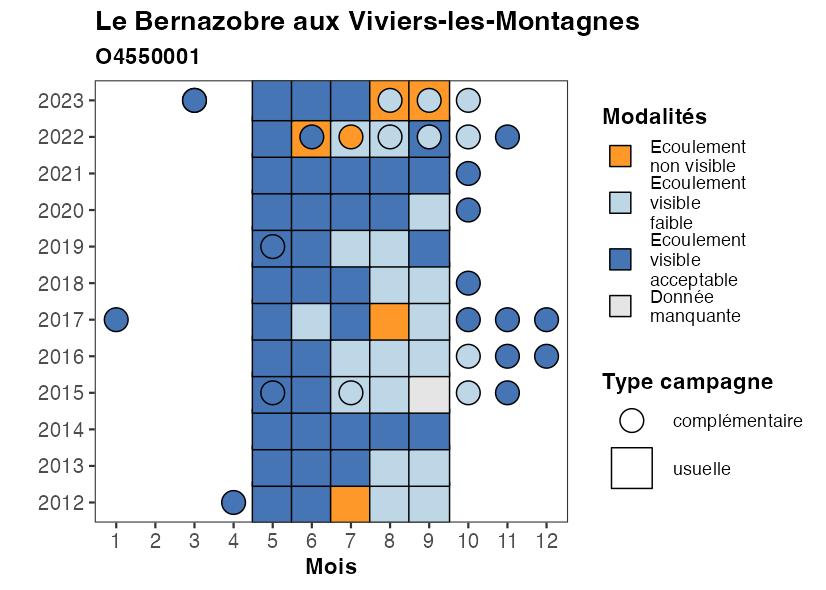 Le Bernazobre aux Viviers-les-Montagnes
O4550001
2023
2022
2021
2020
2019
2018
2017
2016
2015
2014
2013
2012
1 2 3 4 5 6 7 8 9 10 11 12
Mois
Modalités
Ecoulement
non visible
Ecoulement
visible
faible
Ecoulement
visible
acceptable
Donnée
manquante
Type campagne
complémentaire
usuelle